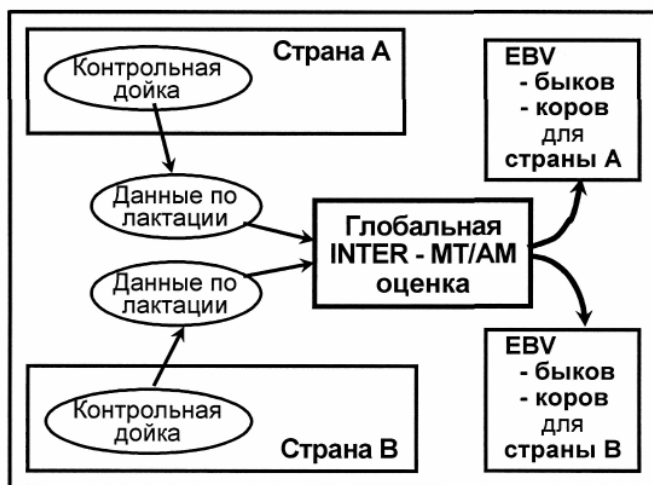 Страна А
Контрольная
дойка
Данные по
лактации
Данные по
лактации
Контрольная
дойка
Страна В
Глобальная
INTER - MT/AM
оценка
EBV
- быков
- коров
для
страны А
EBV
- быков
- коров
для
страны В